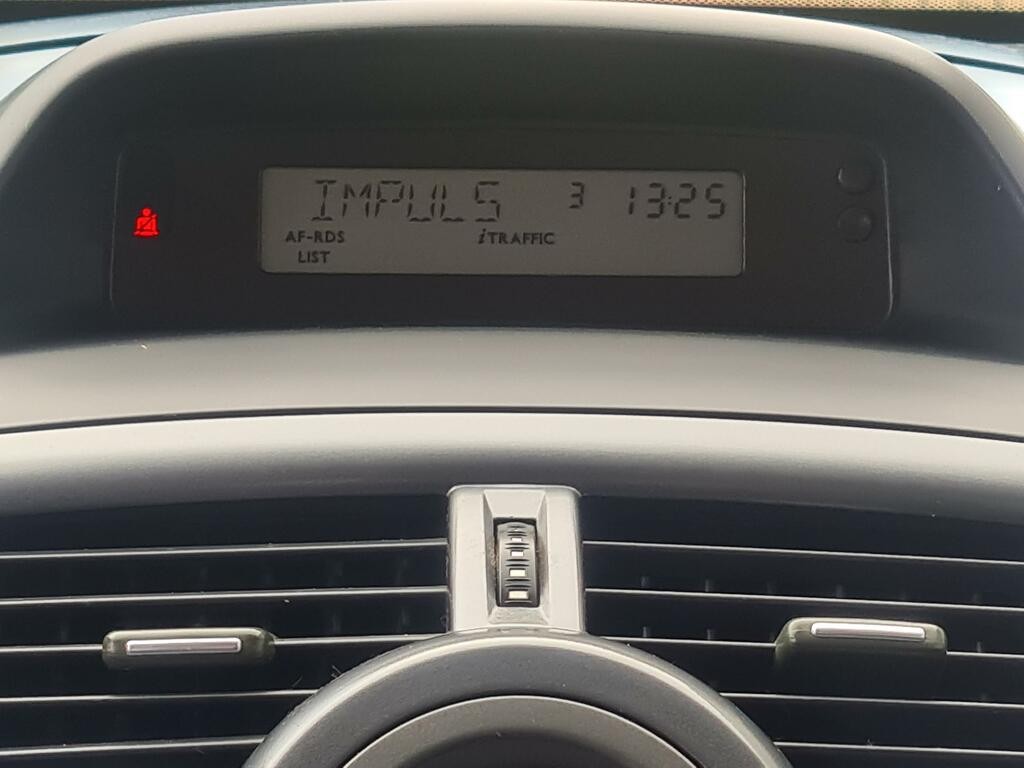 IMPULS 3 13:25
AF-RDS iTRAFFIC
LIST